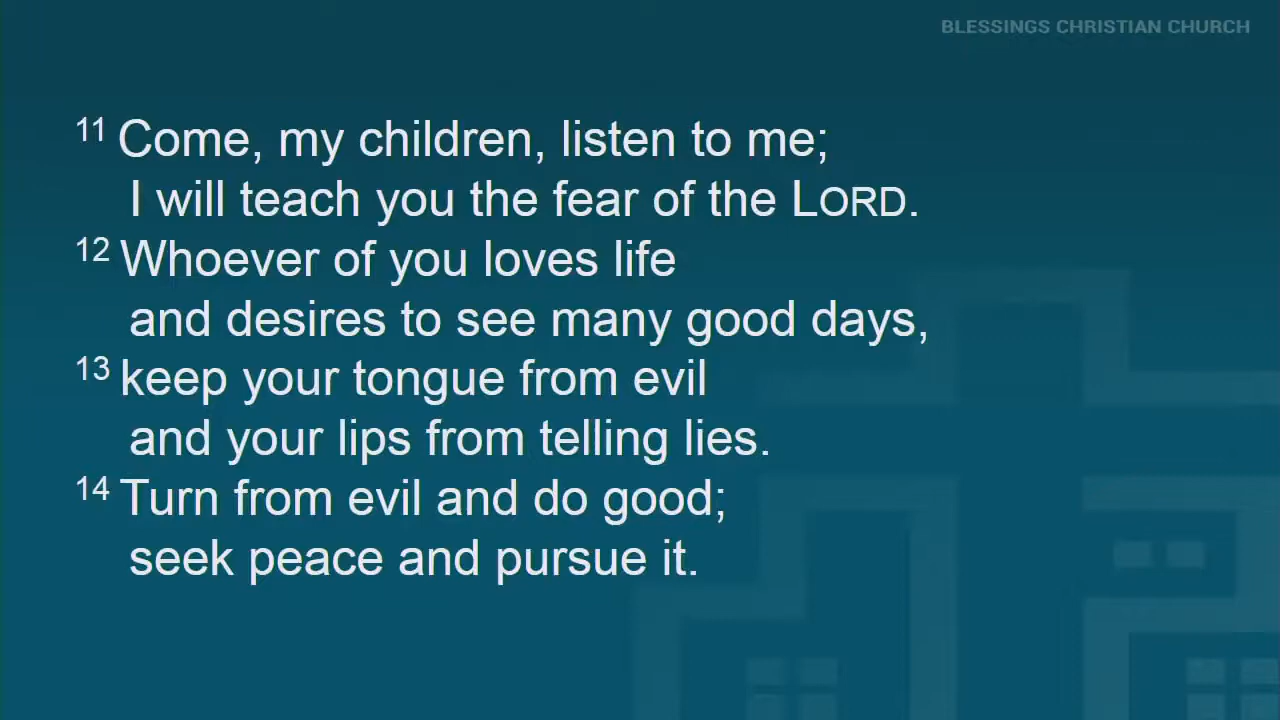 BLESSINGS CHRISTIAN CHURCH
11 Come, my children, listen to me;
I will teach you the fear of the LORD.
12 Whoever of you loves life
and desires to see many good days,
13 keep your tongue from evil
and your lips from telling lies.
14 Turn from evil and do good;
seek peace and pursue it.